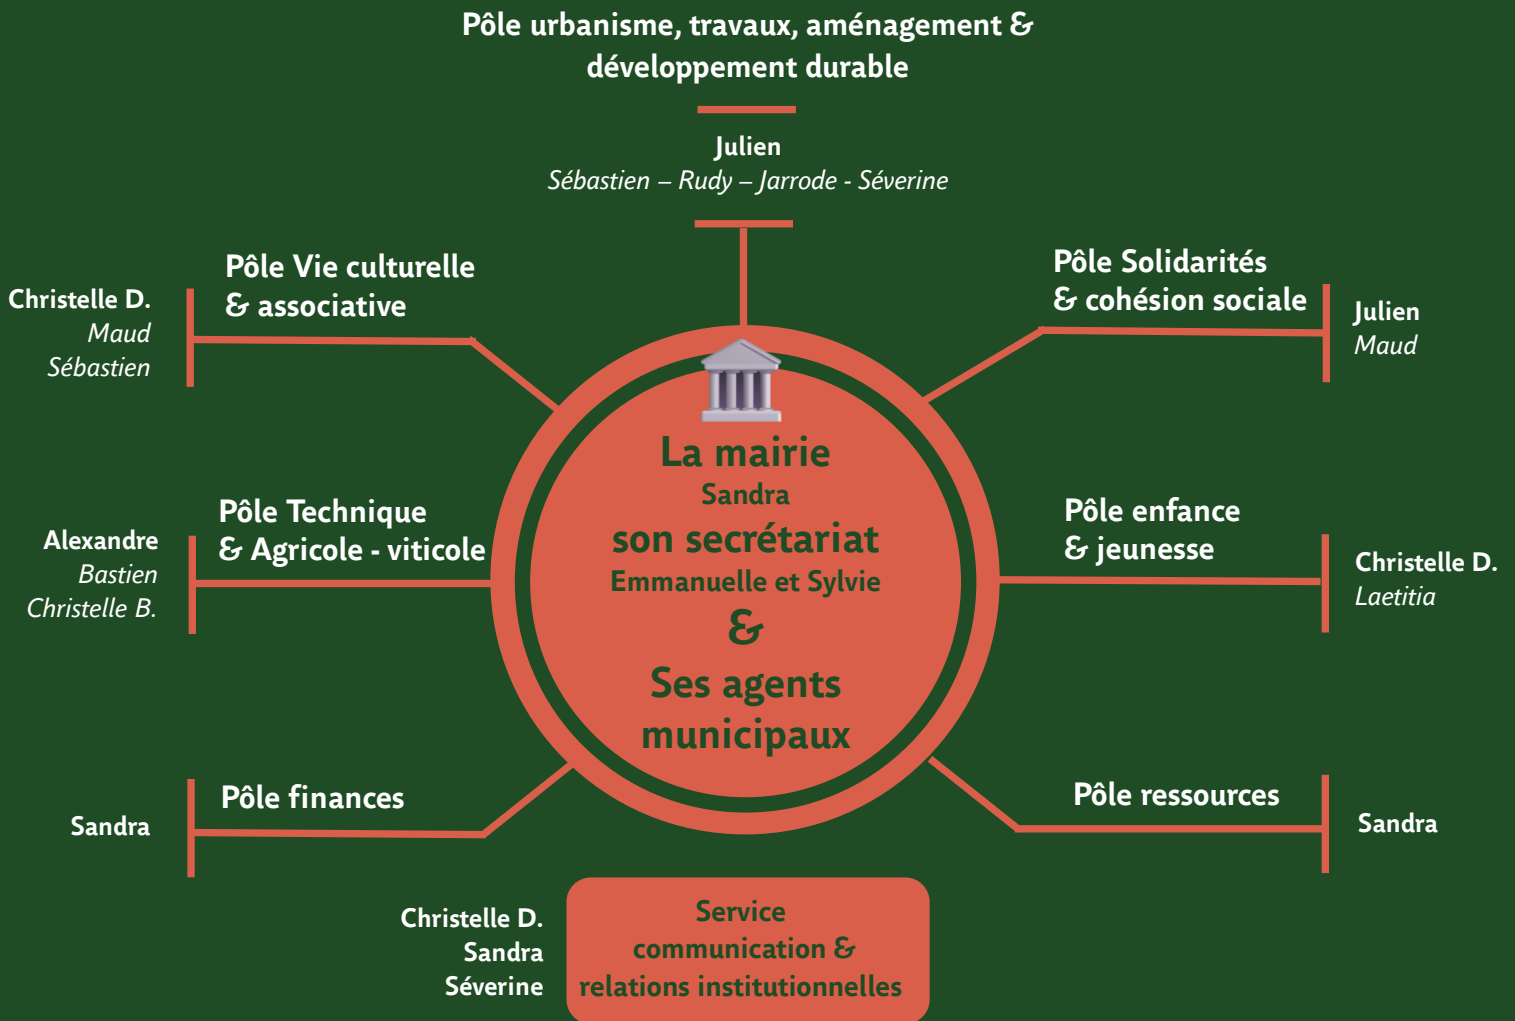 Pôle urbanisme, travaux, aménagement &
développement durable
Julien
Sébastien – Rudy – Jarrode - Séverine
Pôle Vie culturelle
& associative
Christelle D.
Maud
Sébastien
Pôle Solidarités
& cohésion sociale
Julien
Maud
La mairie
Sandra
son secrétariat
Emmanuelle et Sylvie
&
Ses agents
municipaux
Pôle Technique
& Agricole - viticole
Alexandre
Bastien
Christelle B.
Pôle enfance
& jeunesse
Christelle D.
Laetitia
Pôle finances
Sandra
Pôle ressources
Sandra
Christelle D.
Sandra
Séverine
Service
communication &
relations institutionnelles